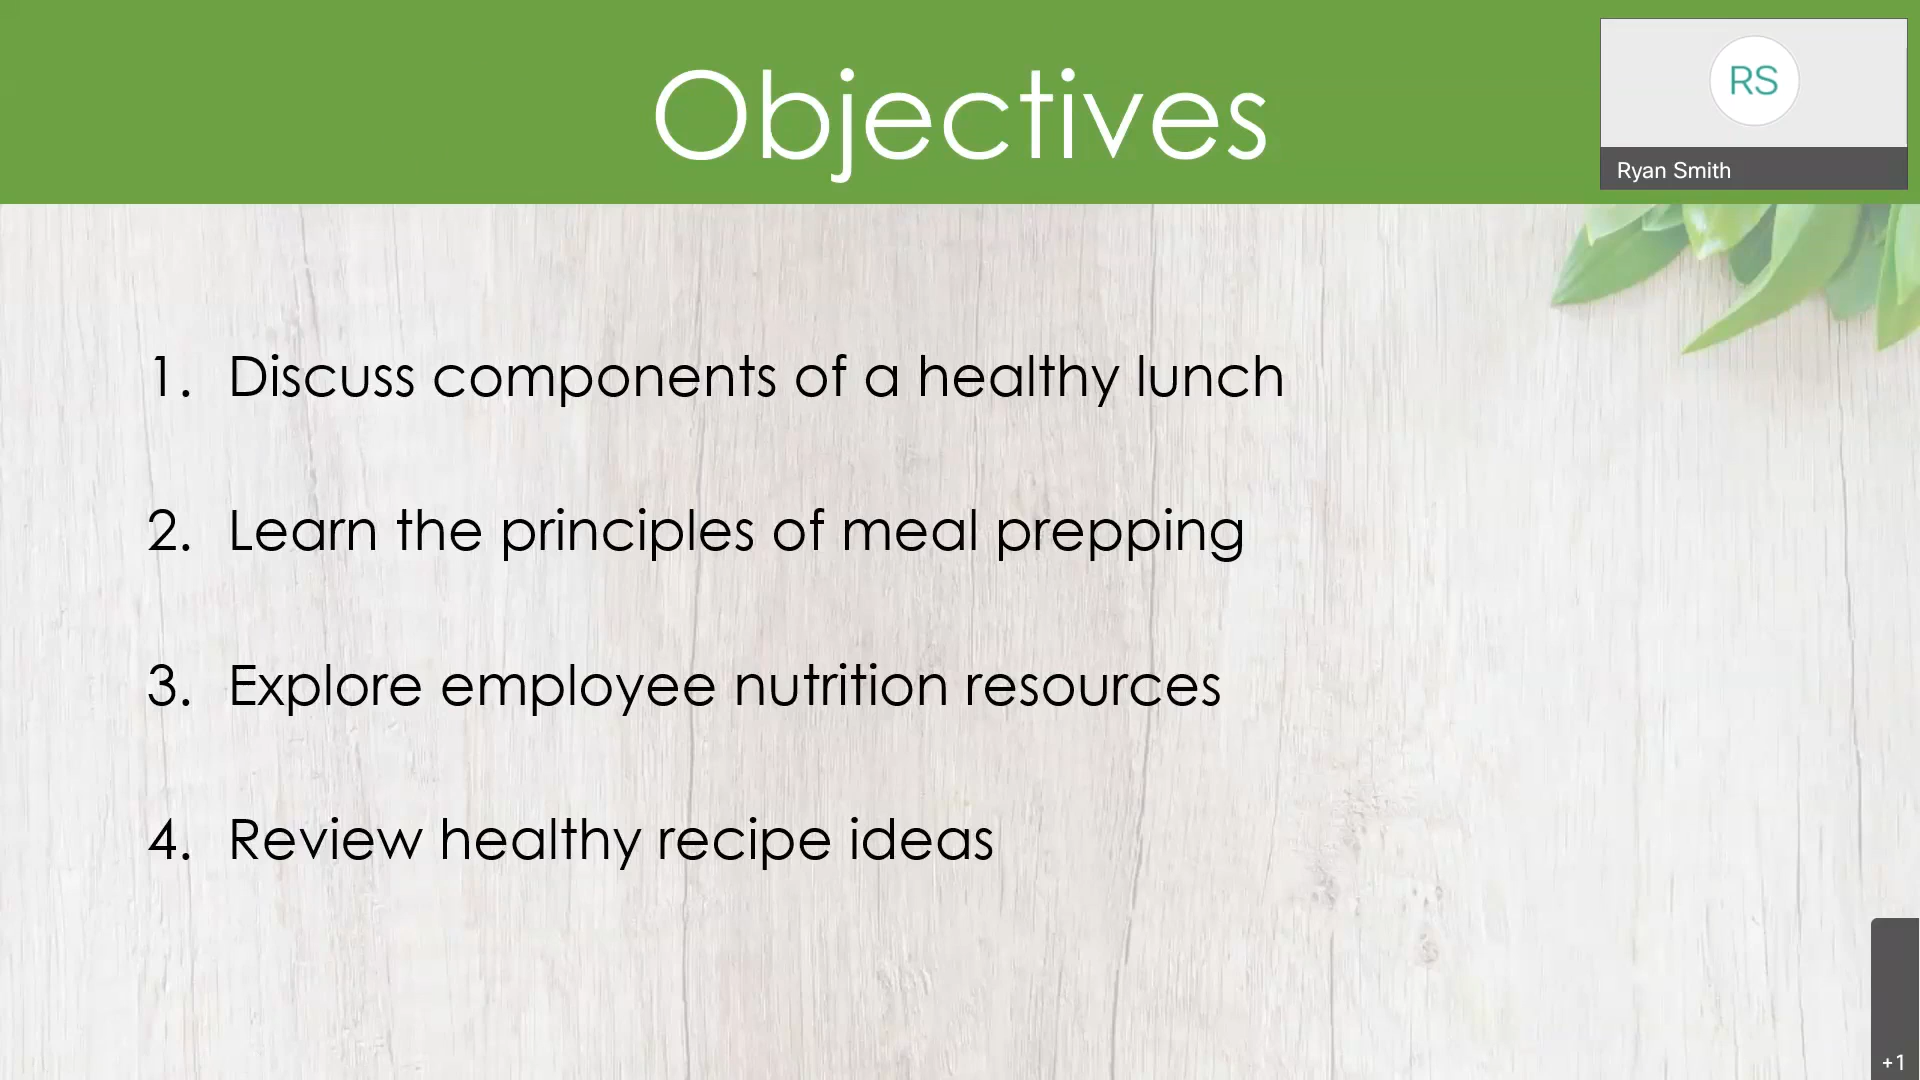 Objectives
RS
Ryan Smith
1. Discuss components of a healthy lunch
2. Learn the principles of meal prepping
3. Explore employee nutrition resources
4. Review healthy recipe ideas
+1